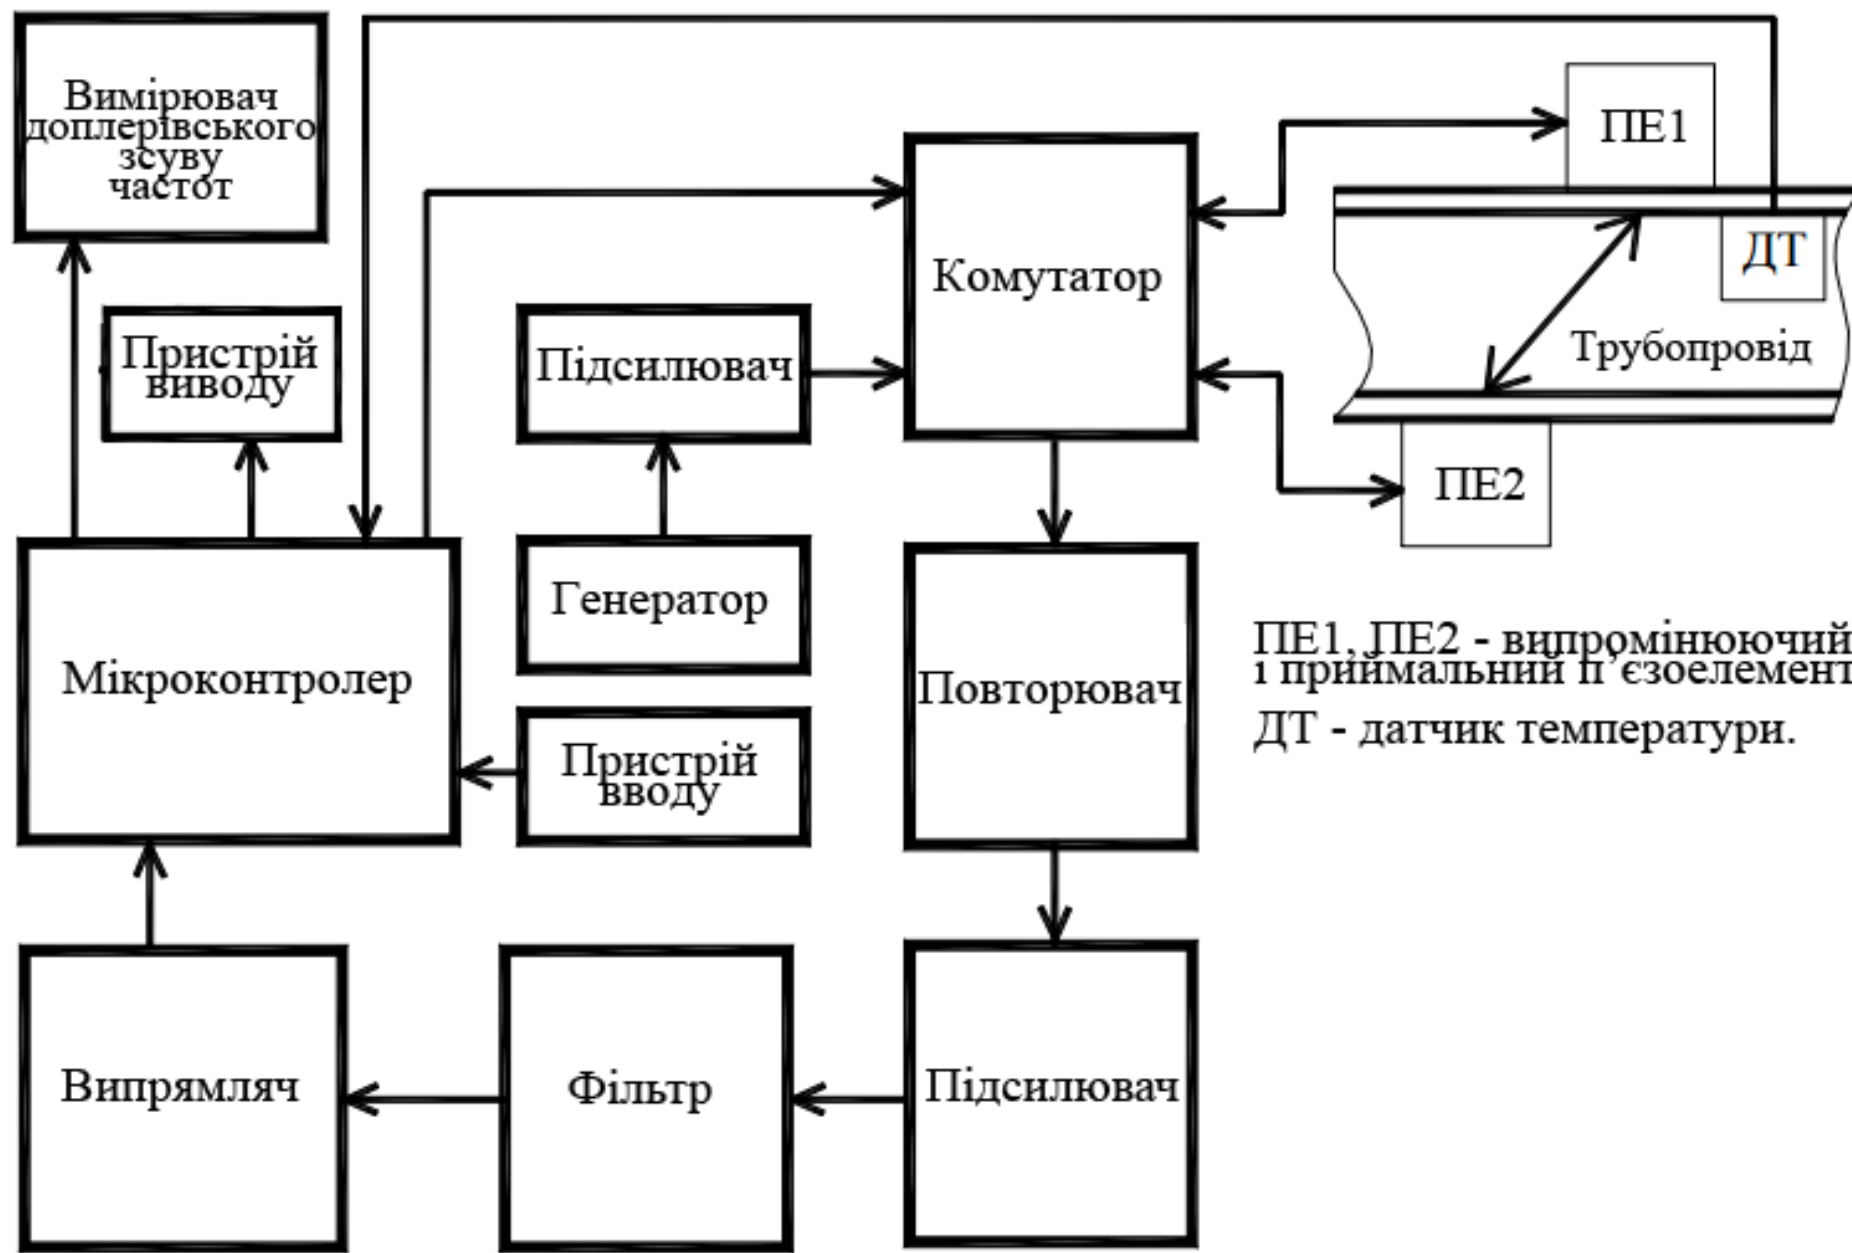 Вимірювач
доплерівського
зсуву
частот
ПЕ1
Комутатор
ДТ
Пристрій
виводу
Підсилювач
Трубопровід
ПЕ2
Генератор
Мікроконтролер
Повторювач
ПЕ1, ПЕ2 - випромінюючий
і приймальний п'єзоелемент
ДТ - датчик температури.
Пристрій
вводу
Випрямляч
Фільтр
Підсилювач